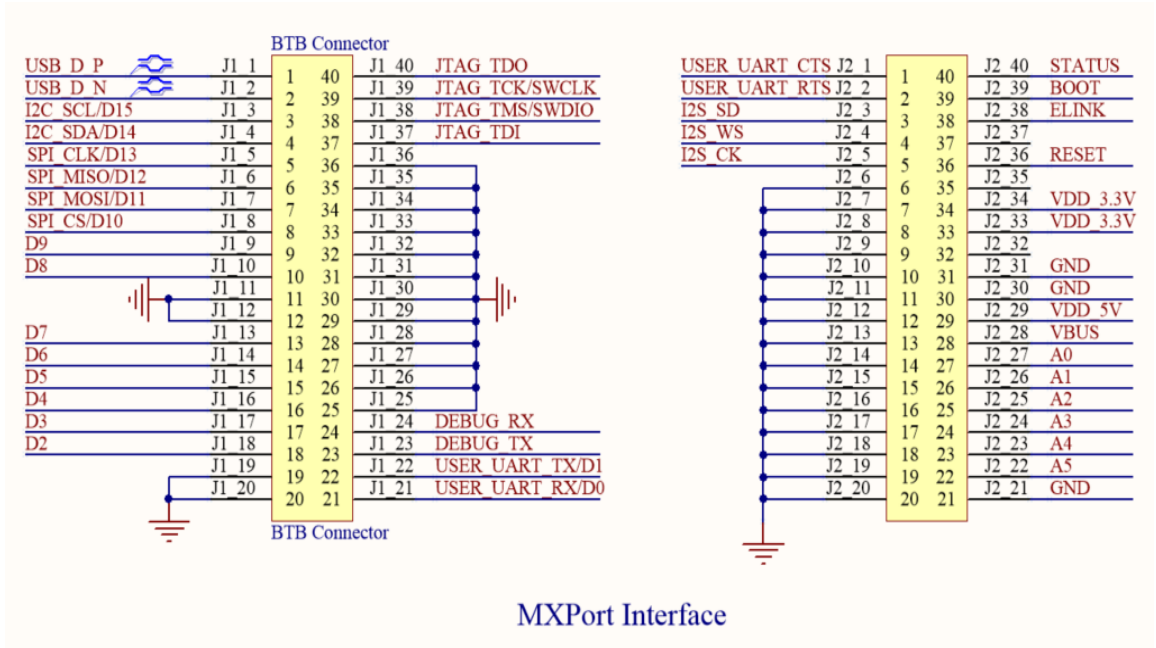 BTB Connector
USB_D_P J1_1 1 40 J1_40 JTAG_TDO USER_UART_CTS J2_1 1 40 J2_40 STATUS
USB_D_N J1_2 2 39 J1_39 JTAG_TCK/SWCLK USER_UART_RTS J2_2 2 39 J2_39 BOOT
I2C_SCL/D15 J1_3 3 38 J1_38 JTAG_TMS/SWDIO I2S_SD J2_3 3 38 J2_38 ELINK
I2C_SDA/D14 J1_4 4 37 J1_37 JTAG_TDI I2S_WS J2_4 4 37 J2_37
SPI_CLK/D13 J1_5 5 36 J1_36 I2S_CK J2_5 5 36 J2_36 RESET
SPI_MISO/D12 J1_6 6 35 J1_35 J2_6 6 35 J2_35
SPI_MOSI/D11 J1_7 7 34 J1_34 J2_7 7 34 J2_34 VDD_3.3V
SPI_CS/D10 J1_8 8 33 J1_33 J2_8 8 33 J2_33 VDD_3.3V
D9 J1_9 9 32 J1_32 J2_9 9 32 J2_32
D8 J1_10 10 31 J1_31 J2_10 10 31 J2_31 GND
J1_11 11 30 J1_30 J2_11 11 30 J2_30 GND
J1_12 12 29 J1_29 J2_12 12 29 J2_29 VDD_5V
D7 J1_13 13 28 J1_28 J2_13 13 28 J2_28 VBUS
D6 J1_14 14 27 J1_27 J2_14 14 27 J2_27 A0
D5 J1_15 15 26 J1_26 J2_15 15 26 J2_26 A1
D4 J1_16 16 25 J1_25 J2_16 16 25 J2_25 A2
D3 J1_17 17 24 J1_24 DEBUG_RX J2_17 17 24 J2_24 A3
D2 J1_18 18 23 J1_23 DEBUG_TX J2_18 18 23 J2_23 A4
J1_19 19 22 J1_22 USER_UART_TX/D1 J2_19 19 22 J2_22 A5
J1_20 20 21 J1_21 USER_UART_RX/D0 J2_20 20 21 J2_21 GND
BTB Connector
MXPort Interface